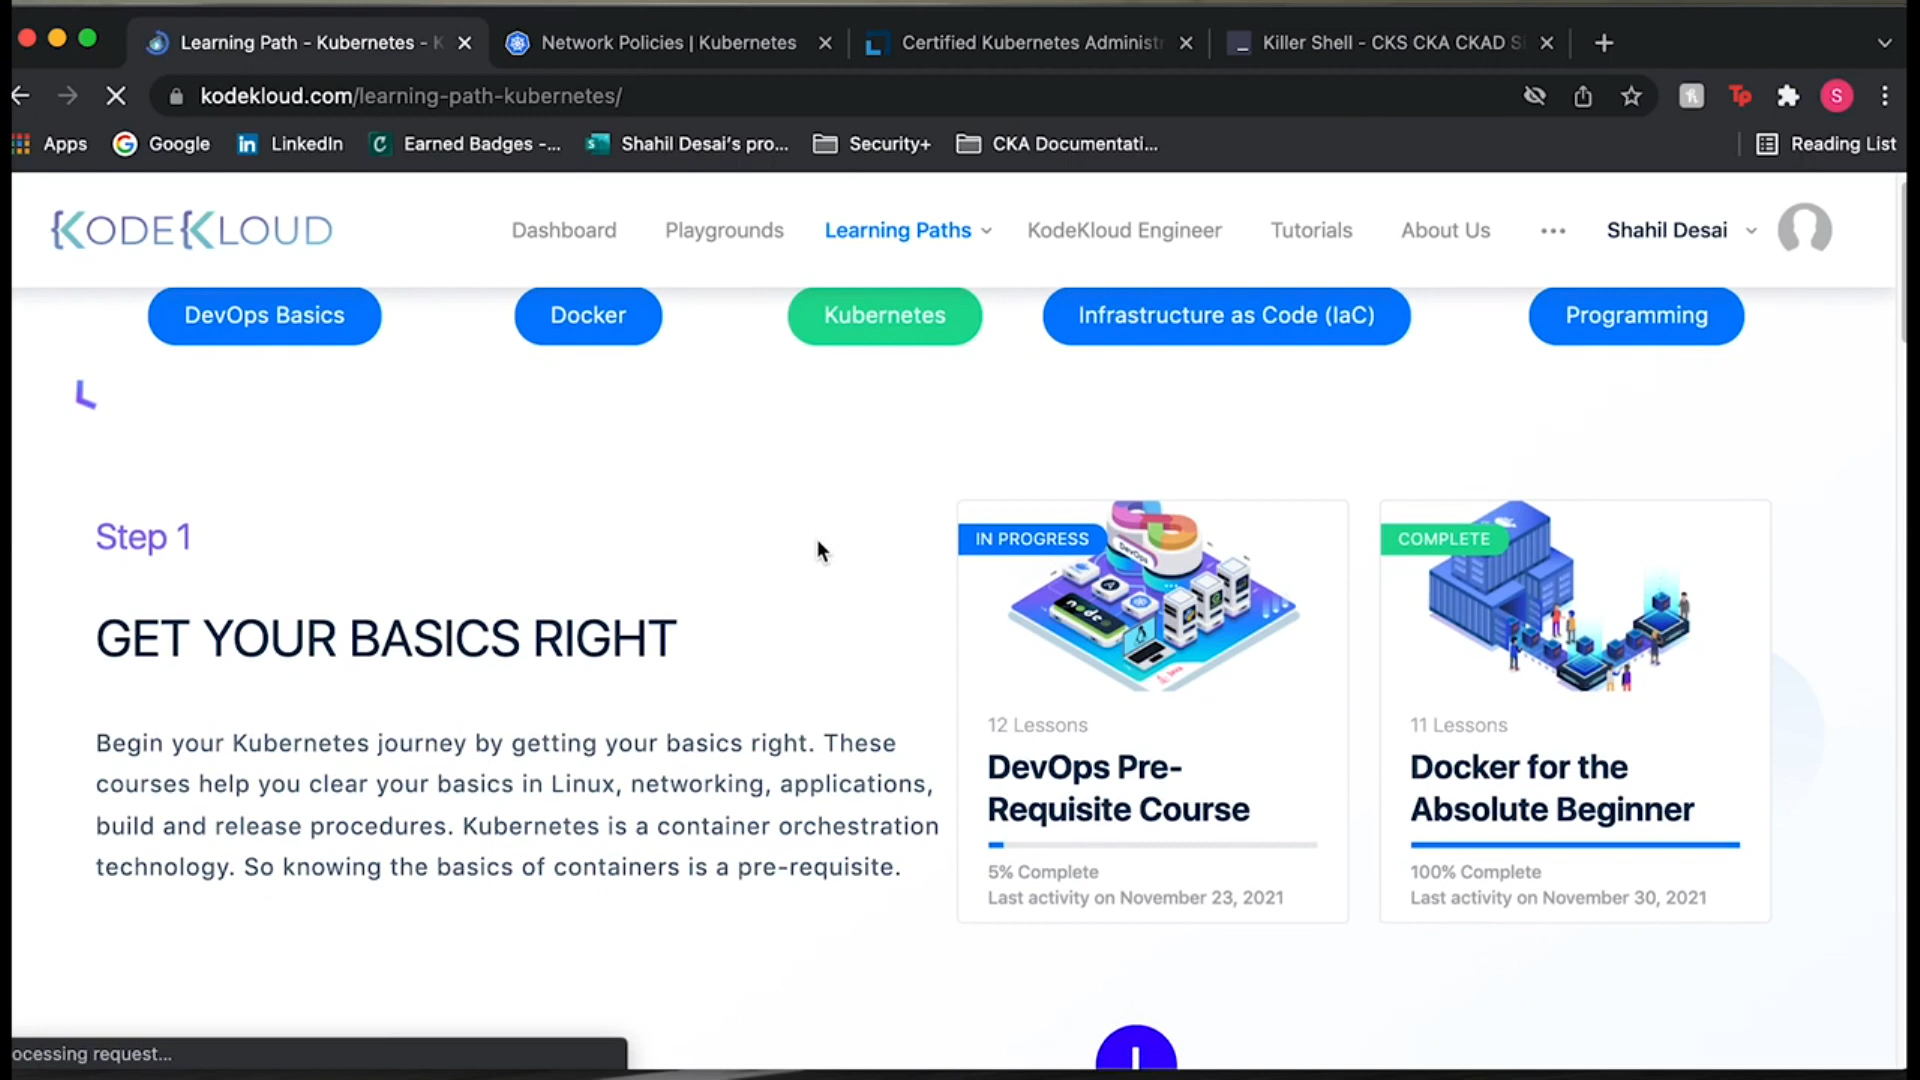 Learning Path - Kubernetes - K
Network Policies | Kubernetes
Certified Kubernetes Administr
Killer Shell - CKS CKA CKAD S
kodekloud.com/learning-path-kubernetes/
Tp
S
Apps
Google
in LinkedIn
Earned Badges -...
Shahil Desai's pro...
Security+
CKA Documentati...
Reading List
KODEKLOUD
Dashboard
Playgrounds
Learning Paths
KodeKloud Engineer
Tutorials
About Us
Shahil Desai
DevOps Basics
Docker
Kubernetes
Infrastructure as Code (IaC)
Programming
Step 1
GET YOUR BASICS RIGHT
Begin your Kubernetes journey by getting your basics right. These
courses help you clear your basics in Linux, networking, applications,
build and release procedures. Kubernetes is a container orchestration
technology. So knowing the basics of containers is a pre-requisite.
IN PROGRESS
DevOps
node
12 Lessons
DevOps Pre-
Requisite Course
5% Complete
Last activity on November 23, 2021
COMPLETE
11 Lessons
Docker for the
Absolute Beginner
100% Complete
Last activity on November 30, 2021
ocessing request...